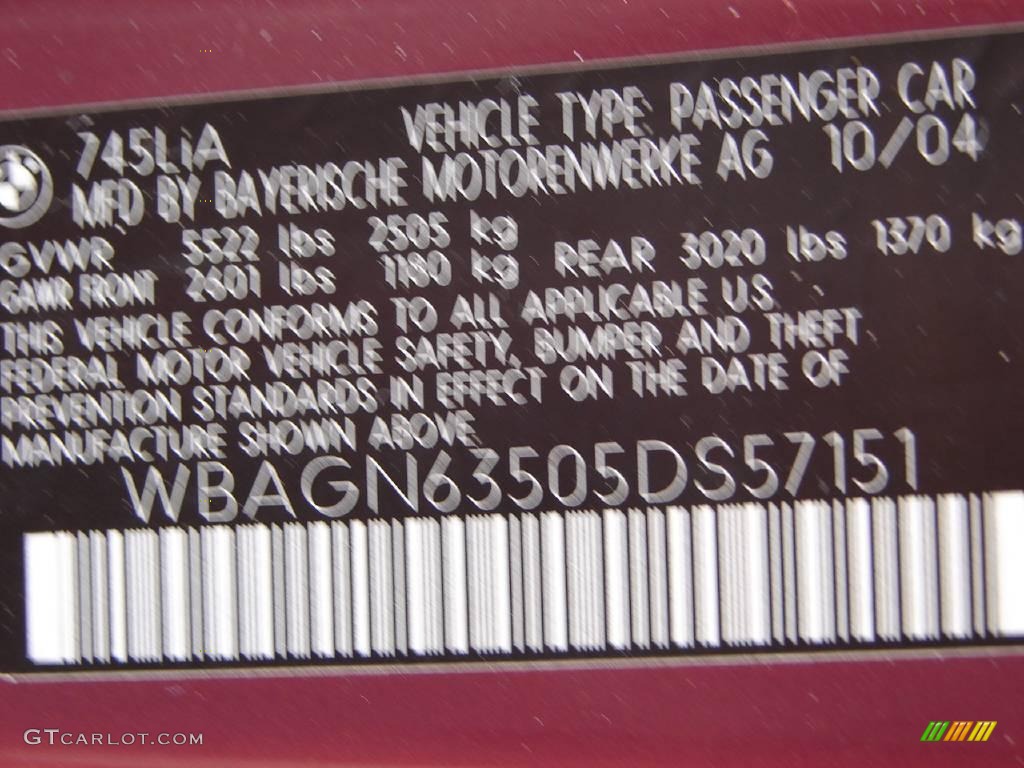 745LiA VEHICLE TYPE PASSENGER CAR
MFD BY BAYERISCHE MOTORENWERKE AG 10/04
GVWR 5522 lbs 2505 kg
GAWR FRONT 2601 lbs 1180 kg REAR 3020 lbs 1370 kg
THIS VEHICLE CONFORMS TO ALL APPLICABLE US
FEDERAL MOTOR VEHICLE SAFETY, BUMPER AND THEFT
PREVENTION STANDARDS IN EFFECT ON THE DATE OF
MANUFACTURE SHOWN ABOVE
WBAGN63505DS57151
GTCARLOT.COM